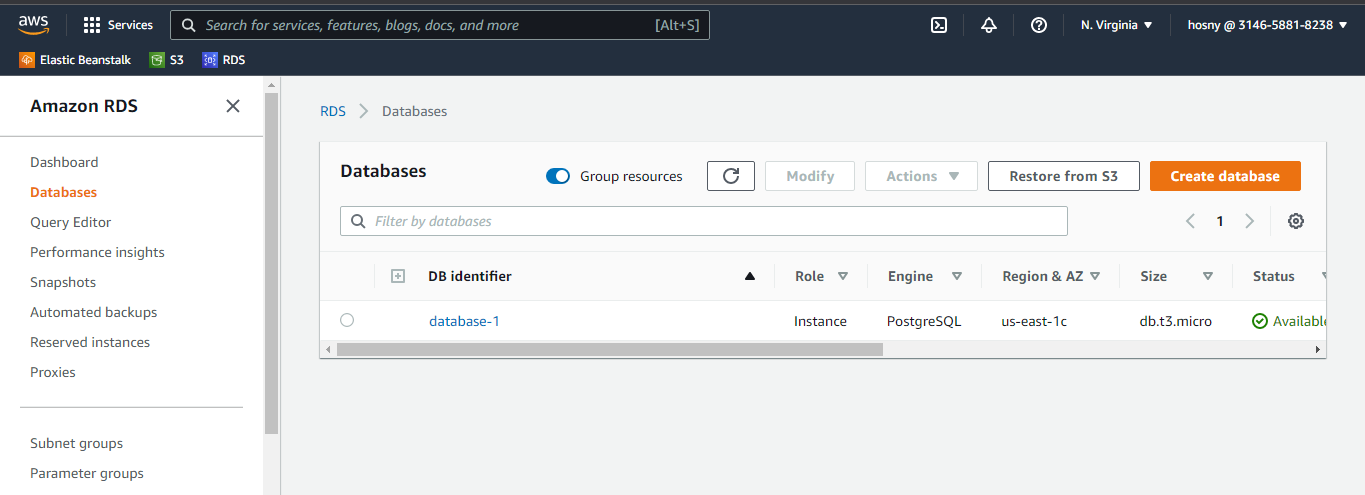 aws
Services
Search for services, features, blogs, docs, and more
[Alt+S]
N. Virginia
hosny @ 3146-5881-8238
Elastic Beanstalk
S3
RDS
Amazon RDS
Dashboard
Databases
Query Editor
Performance insights
Snapshots
Automated backups
Reserved instances
Proxies
Subnet groups
Parameter groups
RDS
Databases
Databases
Group resources
Modify
Actions
Restore from S3
Create database
Filter by databases
1
DB identifier
Role
Engine
Region & AZ
Size
Status
database-1
Instance
PostgreSQL
us-east-1c
db.t3.micro
Available